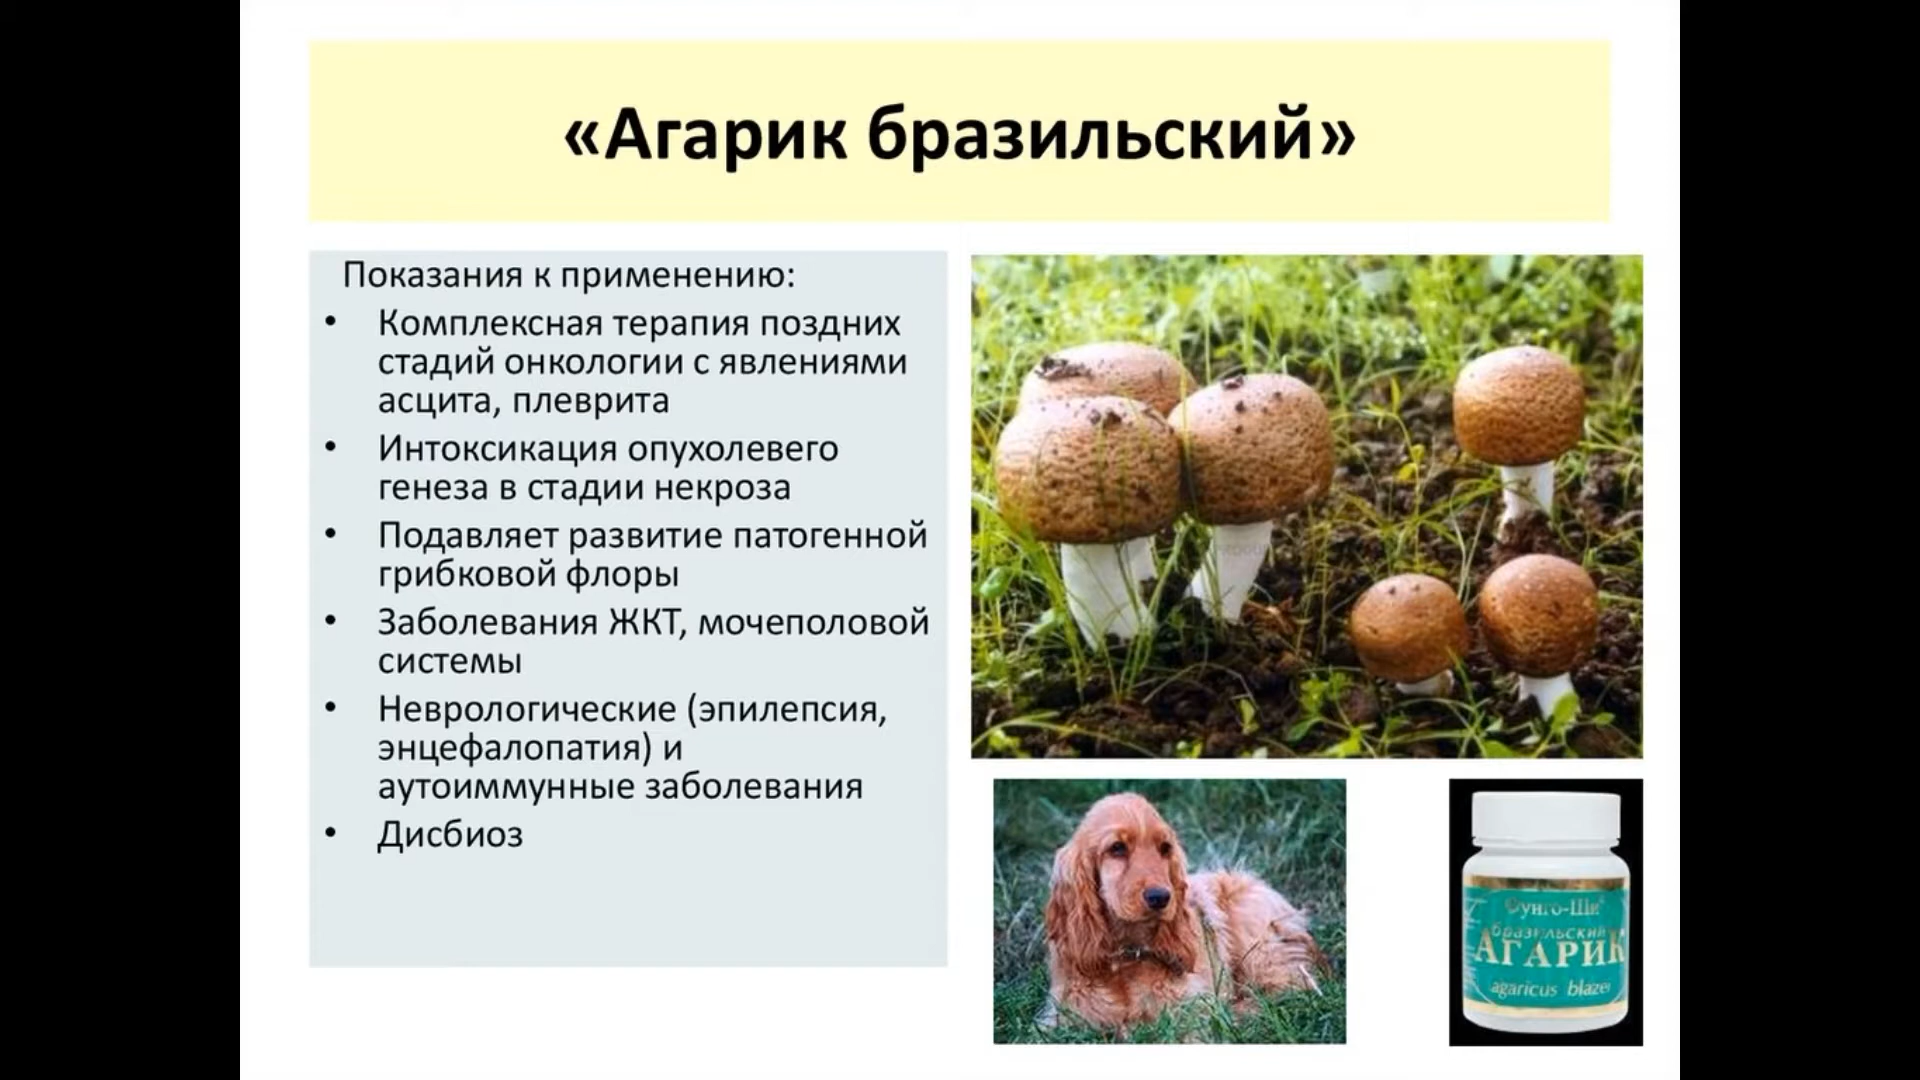 «Агарик бразильский»
Показания к применению:
• Комплексная терапия поздних
стадий онкологии с явлениями
асцита, плеврита
• Интоксикация опухолевего
генеза в стадии некроза
• Подавляет развитие патогенной
грибковой флоры
• Заболевания ЖКТ, мочеполовой
системы
• Неврологические (эпилепсия,
энцефалопатия) и
аутоиммунные заболевания
• Дисбиоз
Фунго-Ши®
бразильский
АГАРИК
agaricus blazei